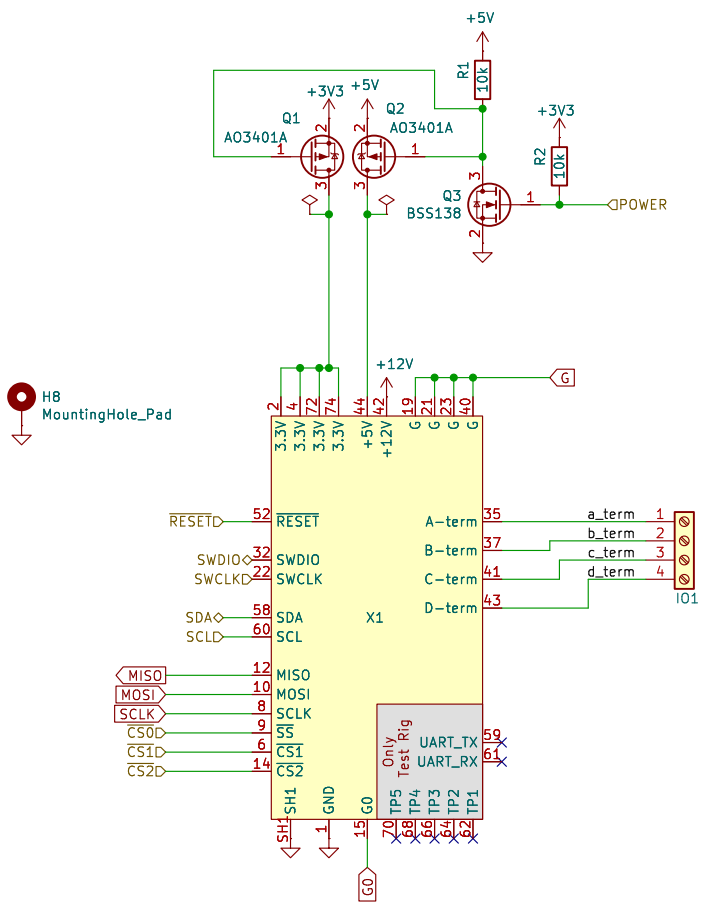 +5V
R1
10k
+3V3
+5V
Q1
Q2
AO3401A
AO3401A
2
2
1
1
3
3
+3V3
R2
10k
3
Q3
BSS138
1
2
POWER
+12V
G
H8
MountingHole_Pad
2
4
72
74
44
42
19
21
23
40
3.3V
3.3V
3.3V
3.3V
+5V
+12V
G
G
G
G
RESET
52
RESET
SWDIO
32
SWDIO
SWCLK
22
SWCLK
SDA
58
SDA
SCL
60
SCL
MISO
12
MISO
MOSI
10
MOSI
SCLK
8
SCLK
CS0
9
SS
CS1
6
CS1
CS2
14
CS2
X1
A-term
35
a_term
1
B-term
37
b_term
2
C-term
41
c_term
3
D-term
43
d_term
4
IO1
Only
Test Rig
UART_TX
59
UART_RX
61
SH1
GND
G0
TP5
TP4
TP3
TP2
TP1
SH1
1
15
70
68
66
64
62
G0